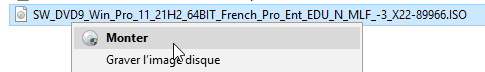 SW_DVD9_Win_Pro_11_21H2_64BIT_French_Pro_Ent_EDU_N_MLF_-3_X22-89966.ISO
Monter
Graver l'image disque